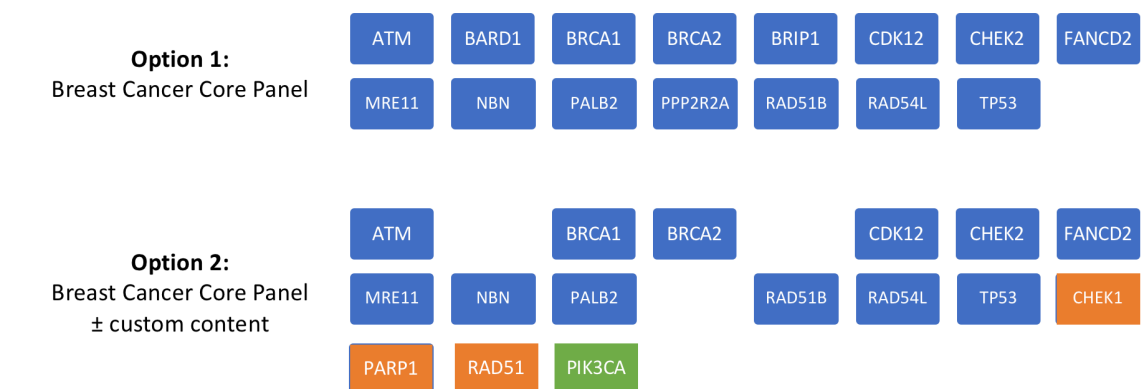 Option 1:
Breast Cancer Core Panel
ATM BARD1 BRCA1 BRCA2 BRIP1 CDK12 CHEK2 FANCD2
MRE11 NBN PALB2 PPP2R2A RAD51B RAD54L TP53
Option 2:
Breast Cancer Core Panel
± custom content
ATM BRCA1 BRCA2 CDK12 CHEK2 FANCD2
MRE11 NBN PALB2 RAD51B RAD54L TP53 CHEK1
PARP1 RAD51 PIK3CA